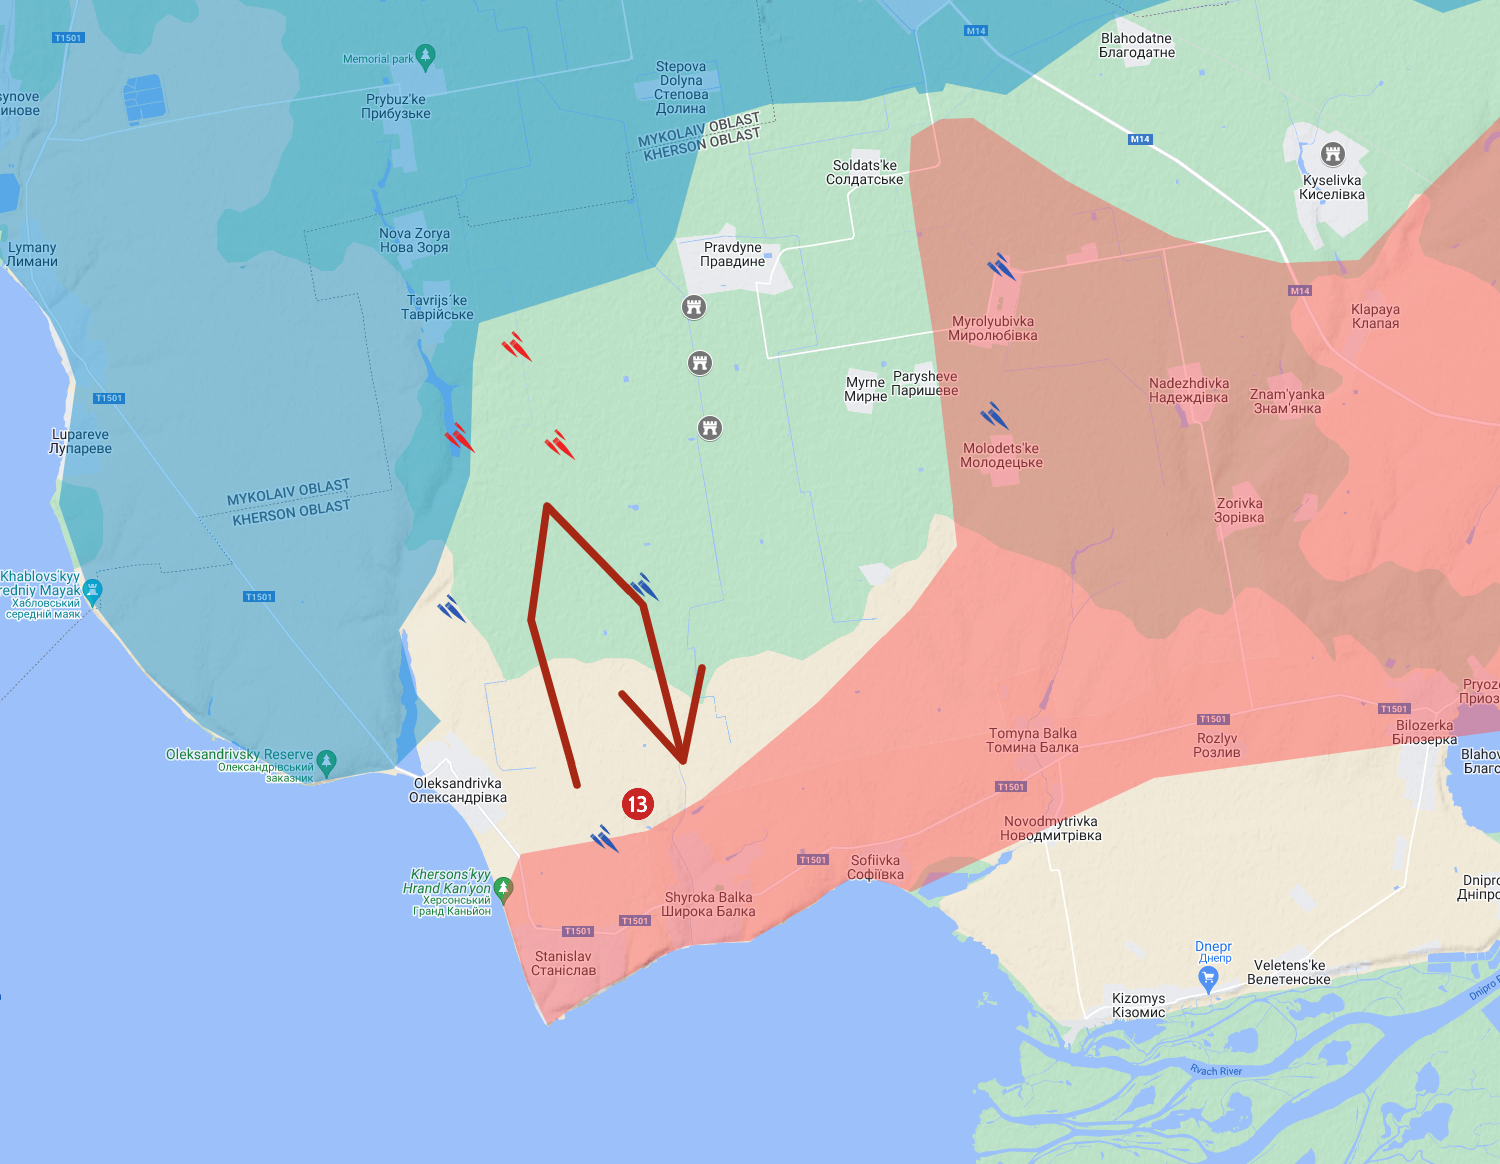 T1501
M14
Blahodatne
Благодатне
Memorial park
Stepova
Dolyna
Степова
Долина
synove
инове
Prybuz'ke
Прибузьке
MYKOLAIV OBLAST
KHERSON OBLAST
M14
Soldats'ke
Солдатське
Kyselivka
Киселівка
Nova Zorya
Нова Зоря
Lymany
Лимани
Pravdyne
Правдине
Tavrijs'ke
Таврійське
M14
Klapaya
Клапая
Myrolyubivka
Миролюбівка
Myrne
Мирне
Parysheve
Паришеве
Nadezhdivka
Надеждівка
Znam'yanka
Знам'янка
T1501
Lupareve
Лупареве
Molodets'ke
Молодецьке
MYKOLAIV OBLAST
KHERSON OBLAST
Zorivka
Зорівка
Khablovs'kyy
redniy Mayak
Хабловський
середній маяк
T1501
Pryoz
Приоз
T1501
T1501
Bilozerka
Білозерка
Tomyna Balka
Томина Балка
Rozlyv
Розлив
Blahov
Благо
Oleksandrivsky Reserve
Олександрівський
заказник
Oleksandrivka
Олександрівка
T1501
13
Novodmytrivka
Новодмитрівка
T1501
Sofiivka
Софіївка
Khersons'kyy
Hrand Kan'yon
Херсонський
Гранд Каньйон
Shyroka Balka
Широка Балка
Dnipro
Дніпро
T1501
T1501
Stanislav
Станіслав
Dnepr
Днепр
Veletens'ke
Велетенське
Kizomys
Кізомис
Dnipro R
Rvach River